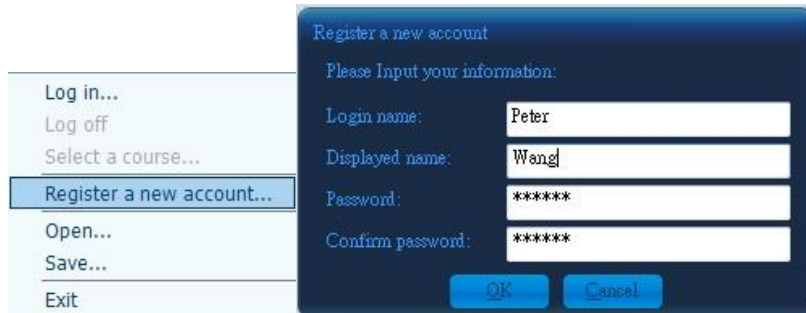 Log in...
Log off
Select a course...
Register a new account...
Open...
Save...
Exit
Register a new account
Please Input your information:
Login name: Peter
Displayed name: Wang
Password: ******
Confirm password: ******
OK Cancel